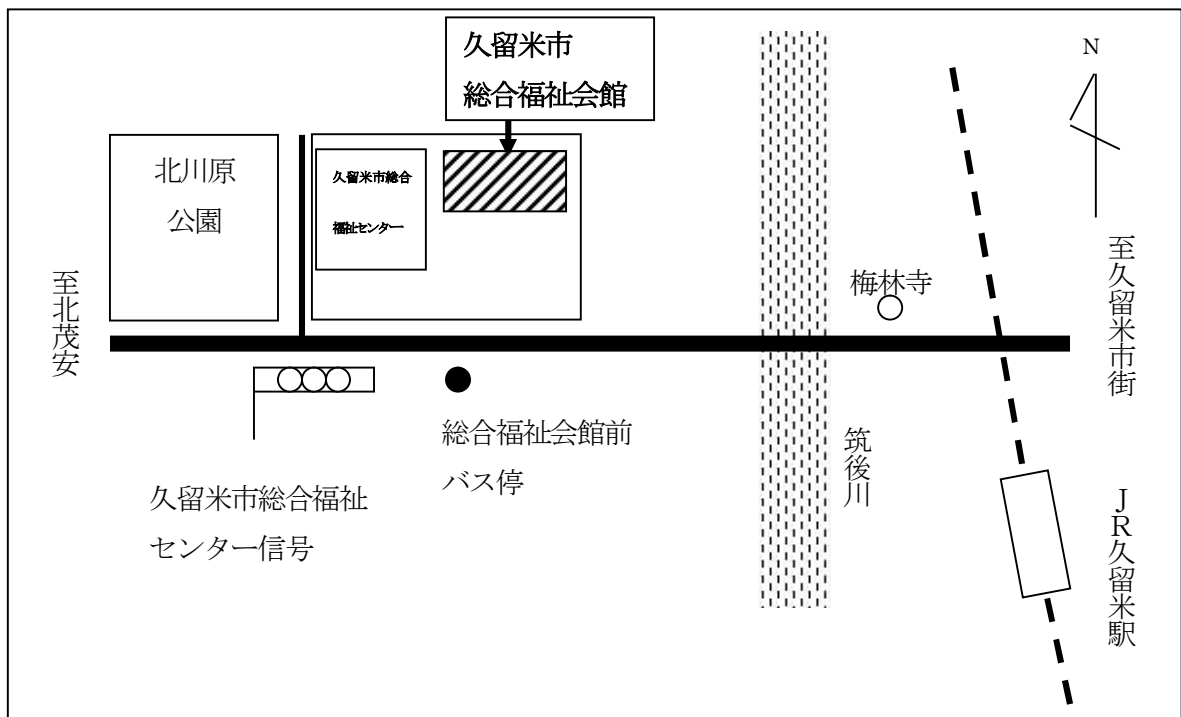 久留米市
総合福祉会館
N
北川原
公園
久留米市総合
福祉センター
至北茂安
梅林寺
至久留米市街
総合福祉会館前
バス停
久留米市総合福祉
センター信号
筑後川
JR久留米駅